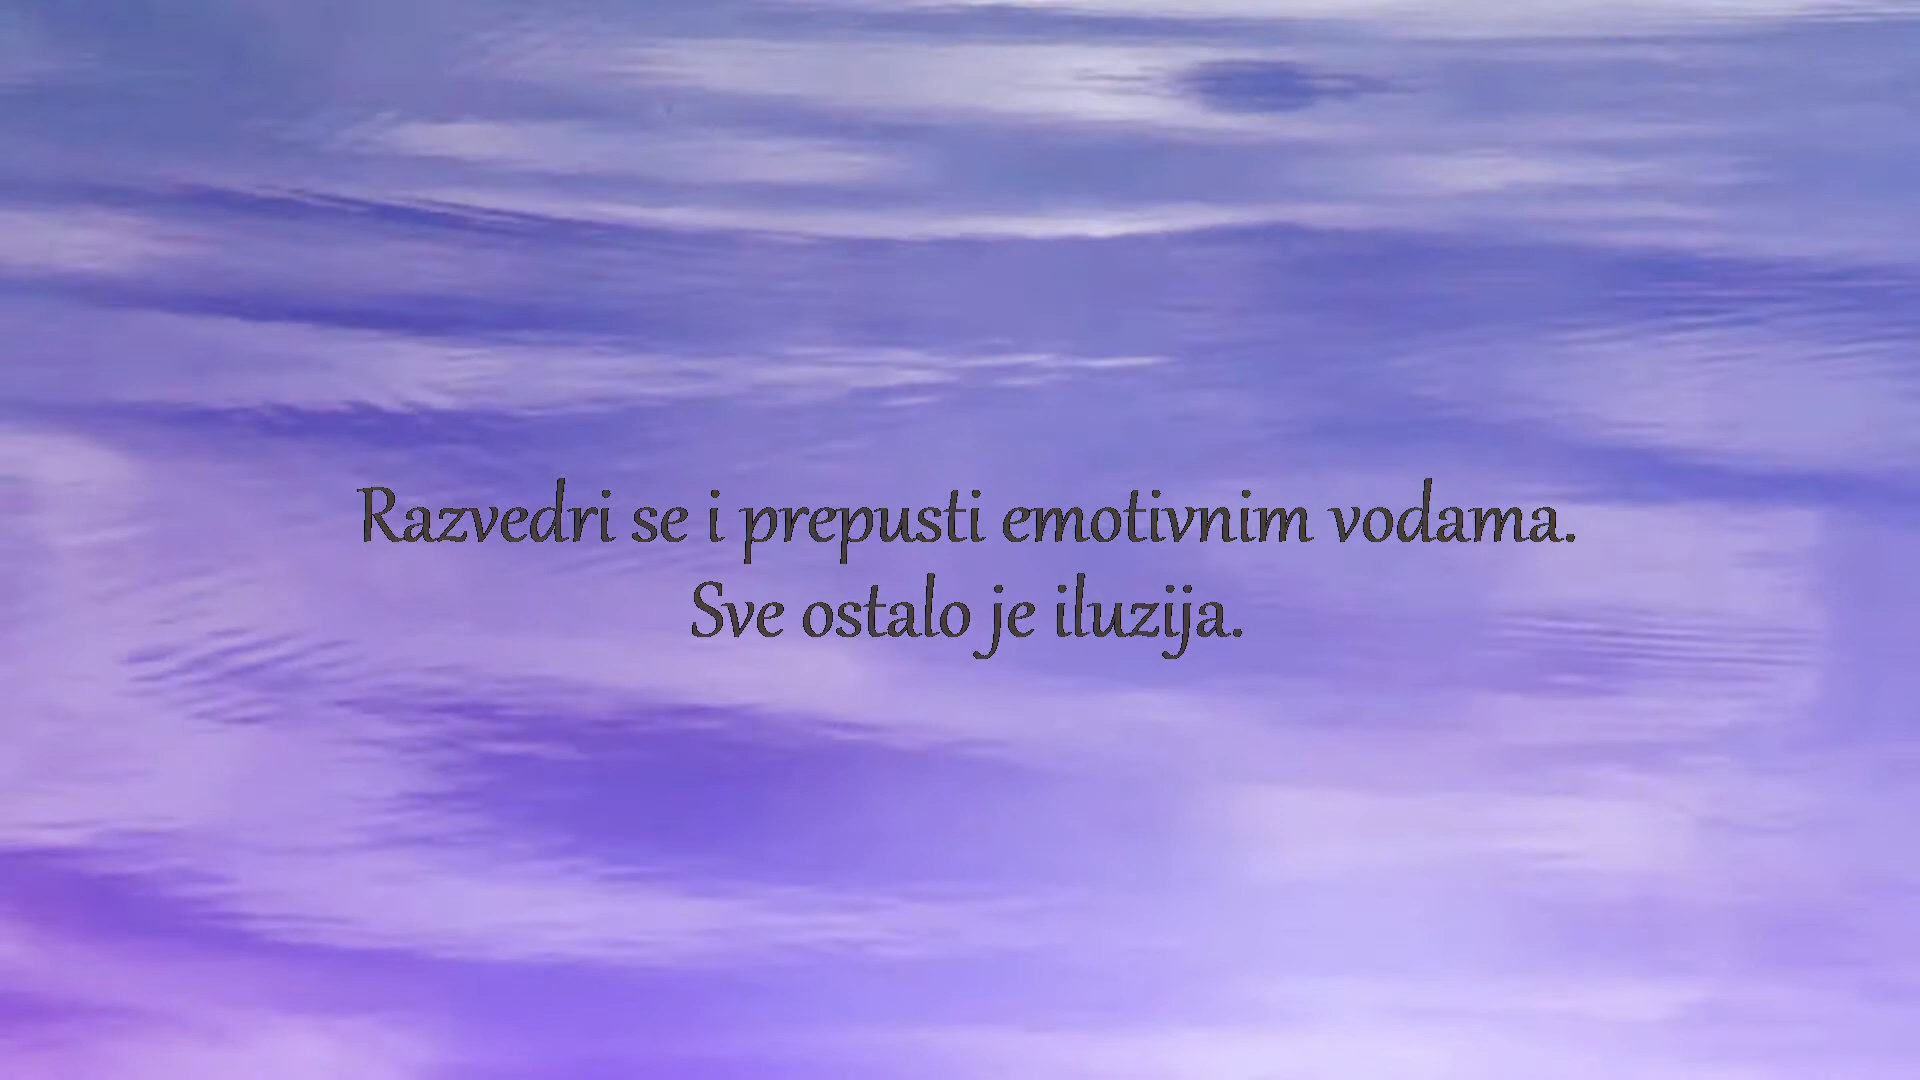 Razvedri se i prepusti emotivnim vodama.
Sve ostalo je iluzija.